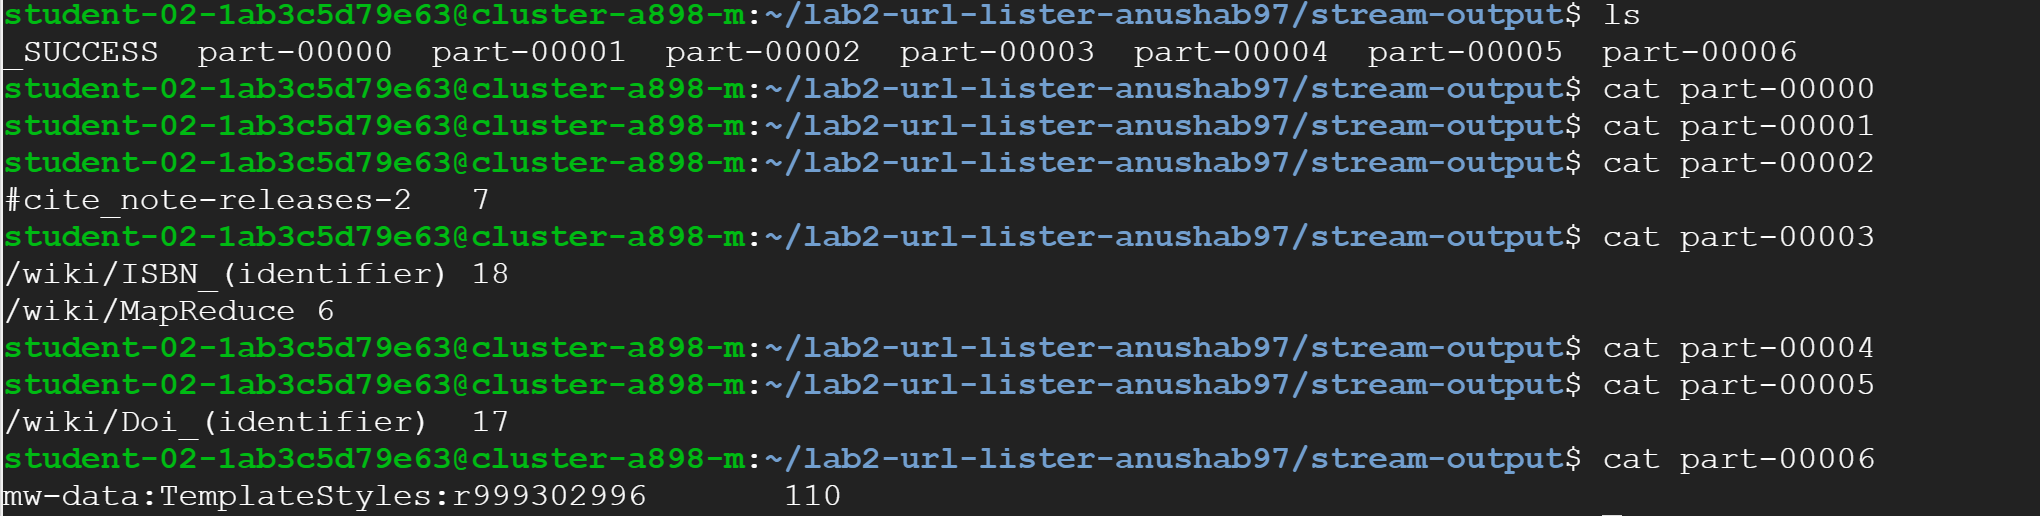 student-02-1ab3c5d79e63@cluster-a898-m:~/lab2-url-lister-anushab97/stream-output$ ls
_SUCCESS  part-00000  part-00001  part-00002  part-00003  part-00004  part-00005  part-00006
student-02-1ab3c5d79e63@cluster-a898-m:~/lab2-url-lister-anushab97/stream-output$ cat part-00000
student-02-1ab3c5d79e63@cluster-a898-m:~/lab2-url-lister-anushab97/stream-output$ cat part-00001
student-02-1ab3c5d79e63@cluster-a898-m:~/lab2-url-lister-anushab97/stream-output$ cat part-00002
#cite_note-releases-2   7
student-02-1ab3c5d79e63@cluster-a898-m:~/lab2-url-lister-anushab97/stream-output$ cat part-00003
/wiki/ISBN_(identifier) 18
/wiki/MapReduce 6
student-02-1ab3c5d79e63@cluster-a898-m:~/lab2-url-lister-anushab97/stream-output$ cat part-00004
student-02-1ab3c5d79e63@cluster-a898-m:~/lab2-url-lister-anushab97/stream-output$ cat part-00005
/wiki/Doi_(identifier)  17
student-02-1ab3c5d79e63@cluster-a898-m:~/lab2-url-lister-anushab97/stream-output$ cat part-00006
mw-data:TemplateStyles:r999302996       110